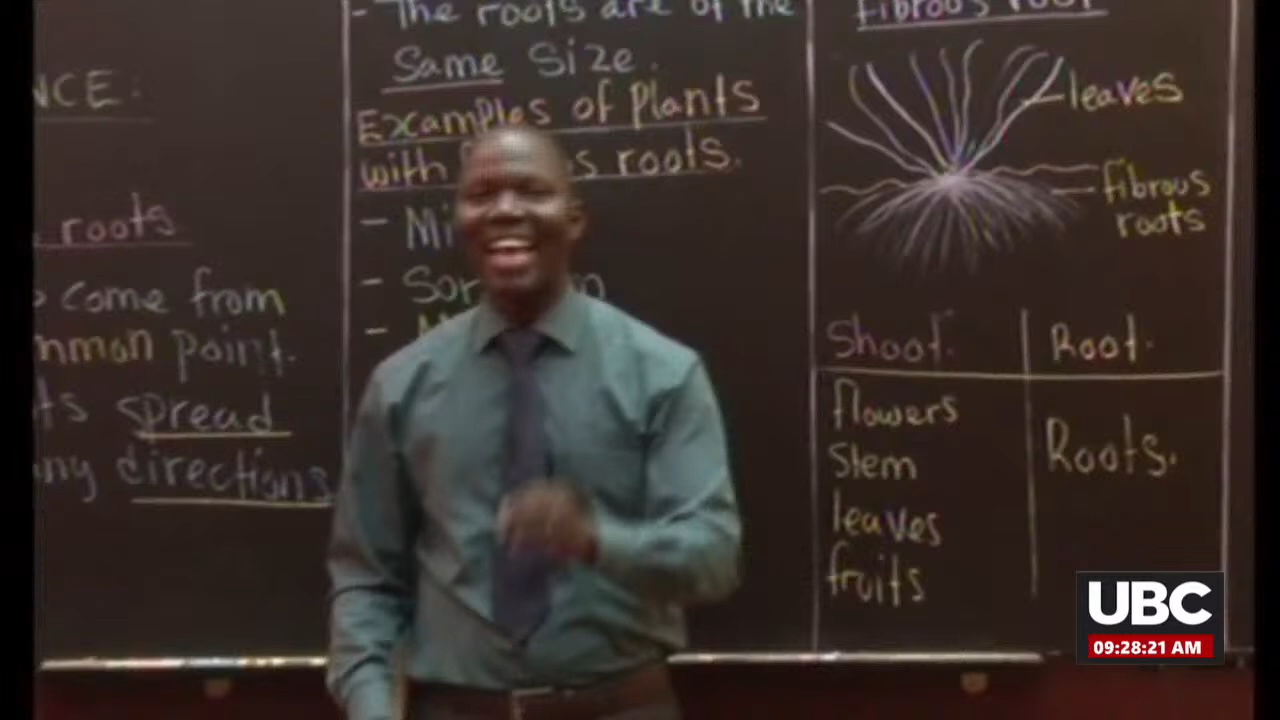 NCE:
roots
come from
mmon point.
ts spread
ny directions
- The roots are of the
Same Size.
Examples of Plants
with s roots.
- Mi
- Sor m
-
fibrous root
leaves
fibrous
roots
Shoot. Root.
flowers
Stem
leaves
fruits
Roots.
UBC
09:28:21 AM